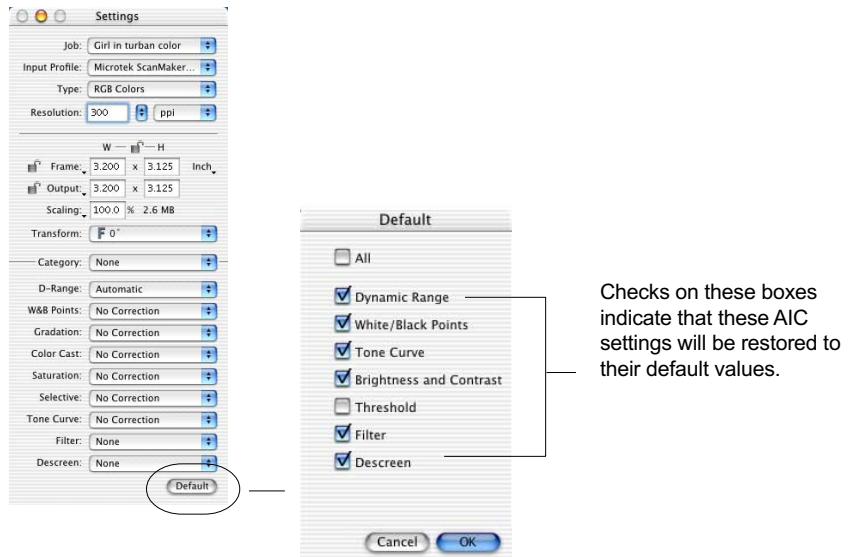 Settings
Job: Girl in turban color
Input Profile: Microtek ScanMaker...
Type: RGB Colors
Resolution: 300 ppi
W H
Frame: 3.200 x 3.125 Inch
Output: 3.200 x 3.125
Scaling: 100.0 % 2.6 MB
Transform: F 0°
Category: None
D-Range: Automatic
W&B Points: No Correction
Gradation: No Correction
Color Cast: No Correction
Saturation: No Correction
Selective: No Correction
Tone Curve: No Correction
Filter: None
Descreen: None
Default
Default
All
Dynamic Range
White/Black Points
Tone Curve
Brightness and Contrast
Threshold
Filter
Descreen
Cancel OK
Checks on these boxes
indicate that these AIC
settings will be restored to
their default values.